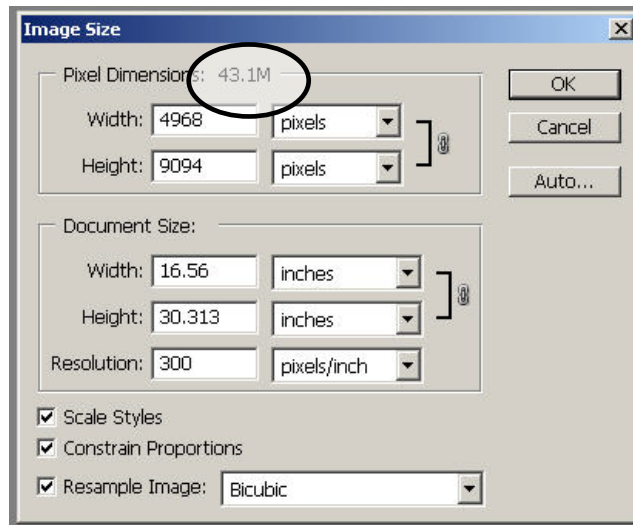 Image Size
Pixel Dimensions: 43.1M
OK
Width: 4968 pixels
Cancel
Height: 9094 pixels
Auto...
Document Size:
Width: 16.56 inches
Height: 30.313 inches
Resolution: 300 pixels/inch
Scale Styles
Constrain Proportions
Resample Image: Bicubic